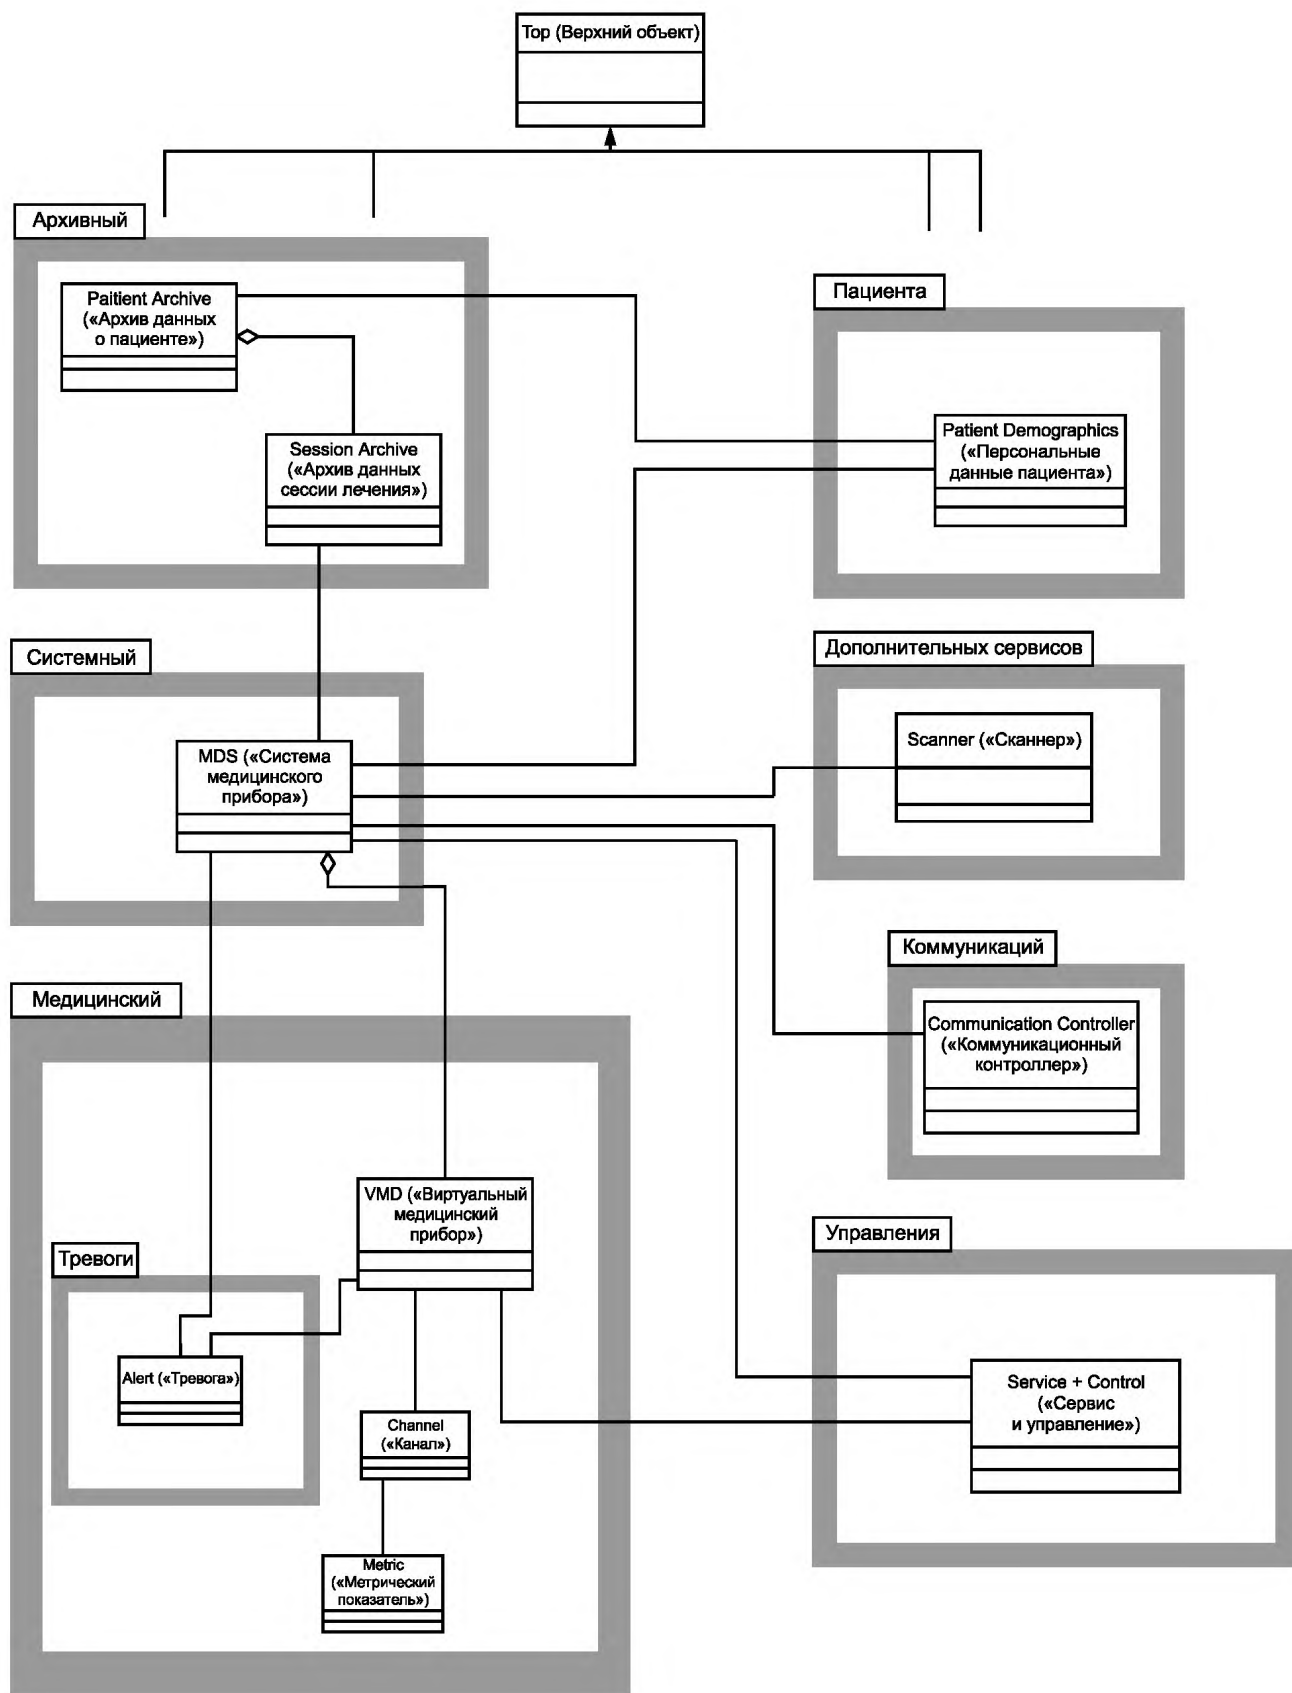 Top (Верхний объект)
Архивный
Paitient Archive
(«Архив данных
о пациенте»)
Session Archive
(«Архив данных
сессии лечения»)
Пациента
Patient Demographics
(«Персональные
данные пациента»)
Системный
MDS («Система
медицинского
прибора»)
Дополнительных сервисов
Scanner («Сканнер»)
Коммуникаций
Communication Controller
(«Коммуникационный
контроллер»)
Медицинский
VMD («Виртуальный
медицинский
прибор»)
Тревоги
Alert («Тревога»)
Channel
(«Канал»)
Metric
(«Метрический
показатель»)
Управления
Service + Control
(«Сервис
и управление»)